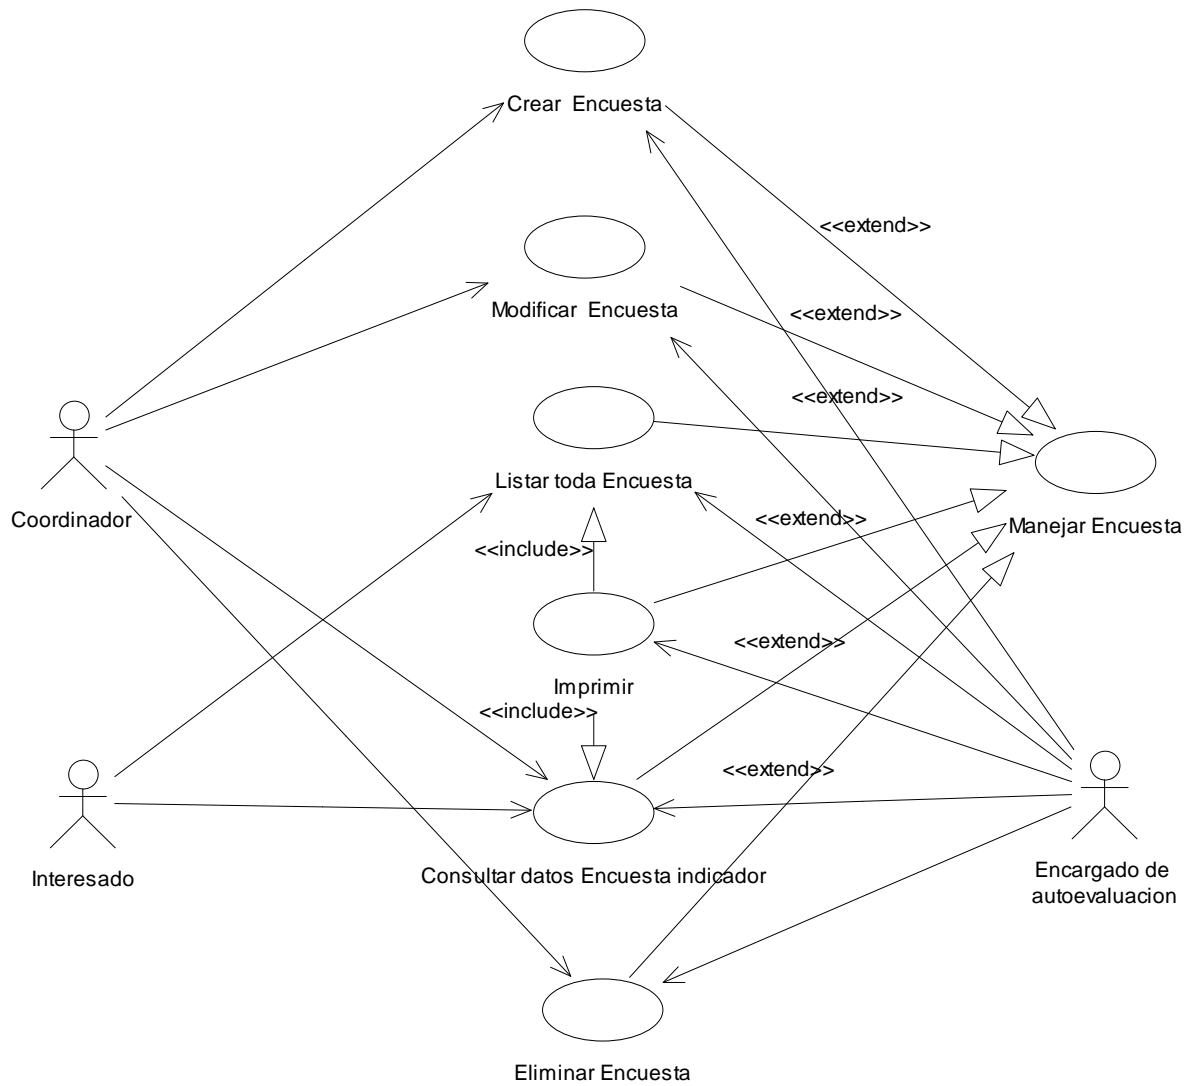 Crear Encuesta
<<extend>>
Modificar Encuesta
<<extend>>
<<extend>>
Listar toda Encuesta
Coordinador
<<extend>>
Manejar Encuesta
<<include>>
<<extend>>
Imprimir
<<include>>
<<extend>>
Interesado
Consultar datos Encuesta indicador
Encargado de
autoevaluacion
Eliminar Encuesta